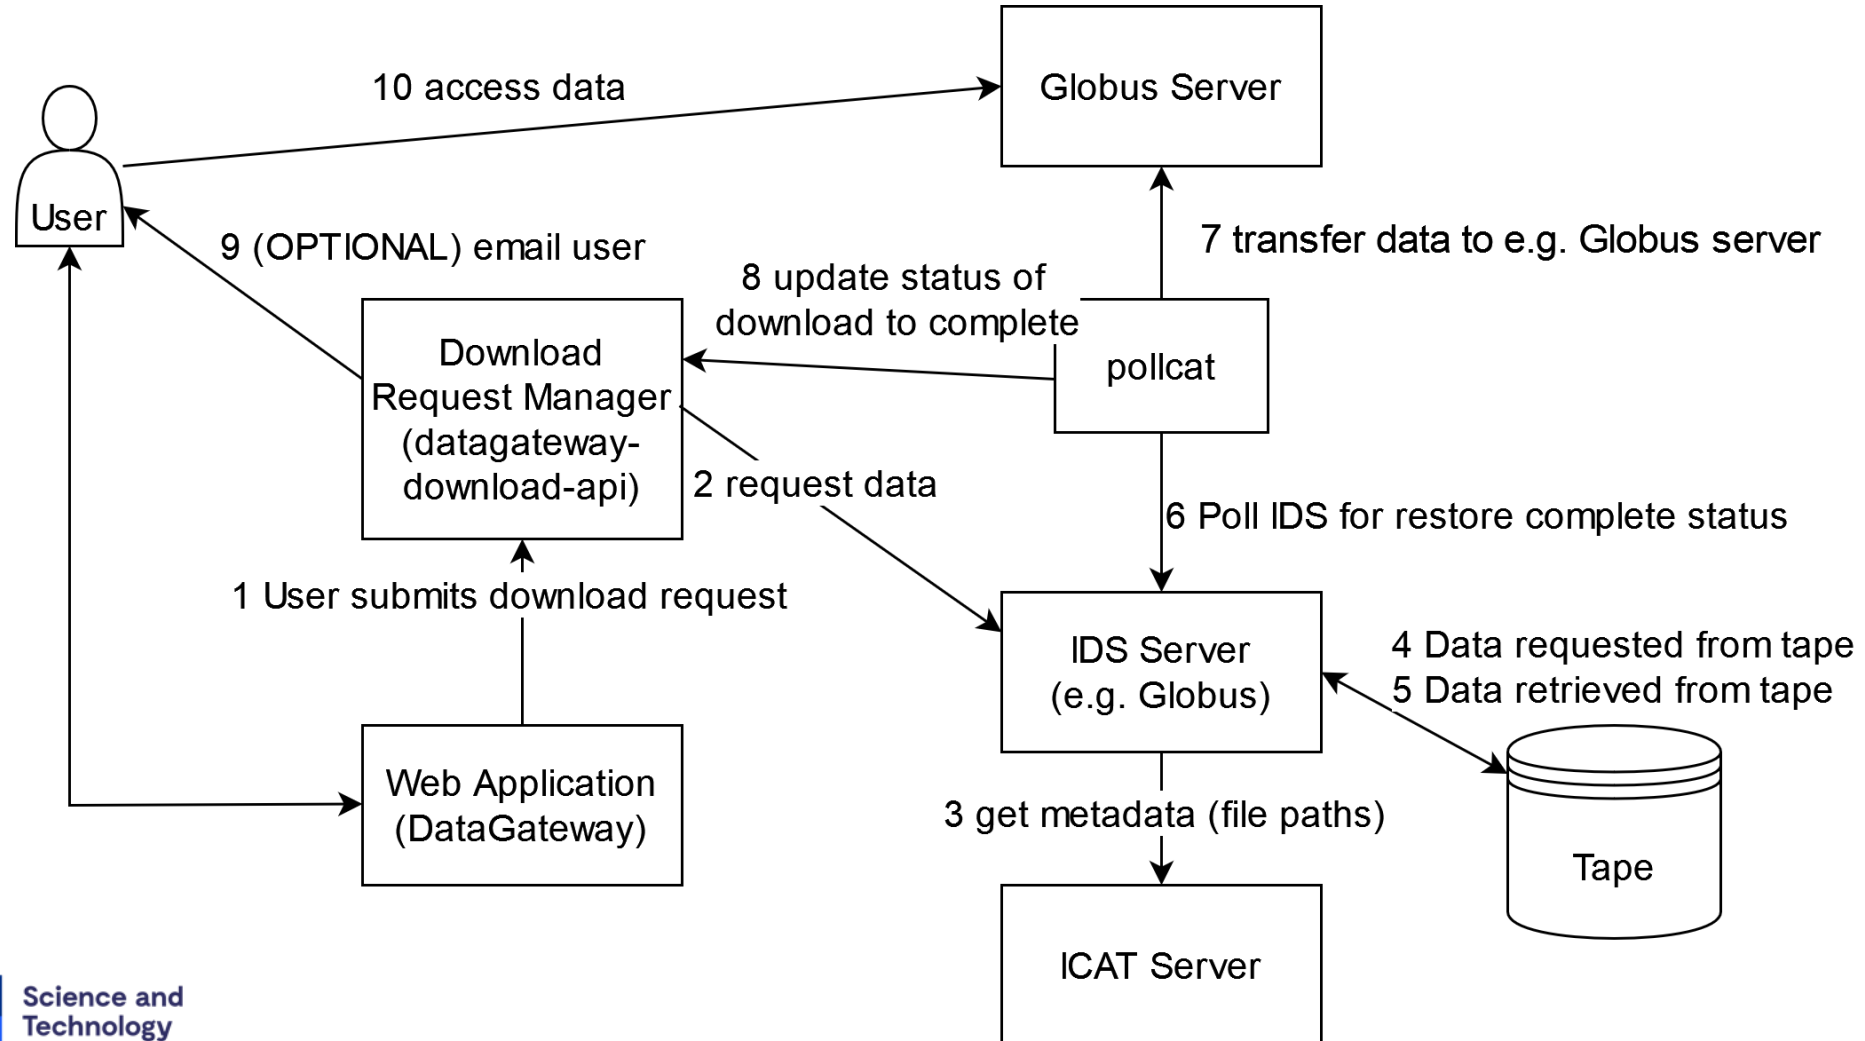 10 access data
Globus Server
User
9 (OPTIONAL) email user
7 transfer data to e.g. Globus server
8 update status of
download to complete
Download
Request Manager
(datagateway-
download-api)
pollcat
2 request data
6 Poll IDS for restore complete status
1 User submits download request
IDS Server
(e.g. Globus)
4 Data requested from tape
5 Data retrieved from tape
Web Application
(DataGateway)
3 get metadata (file paths)
Tape
ICAT Server
Science and
Technology